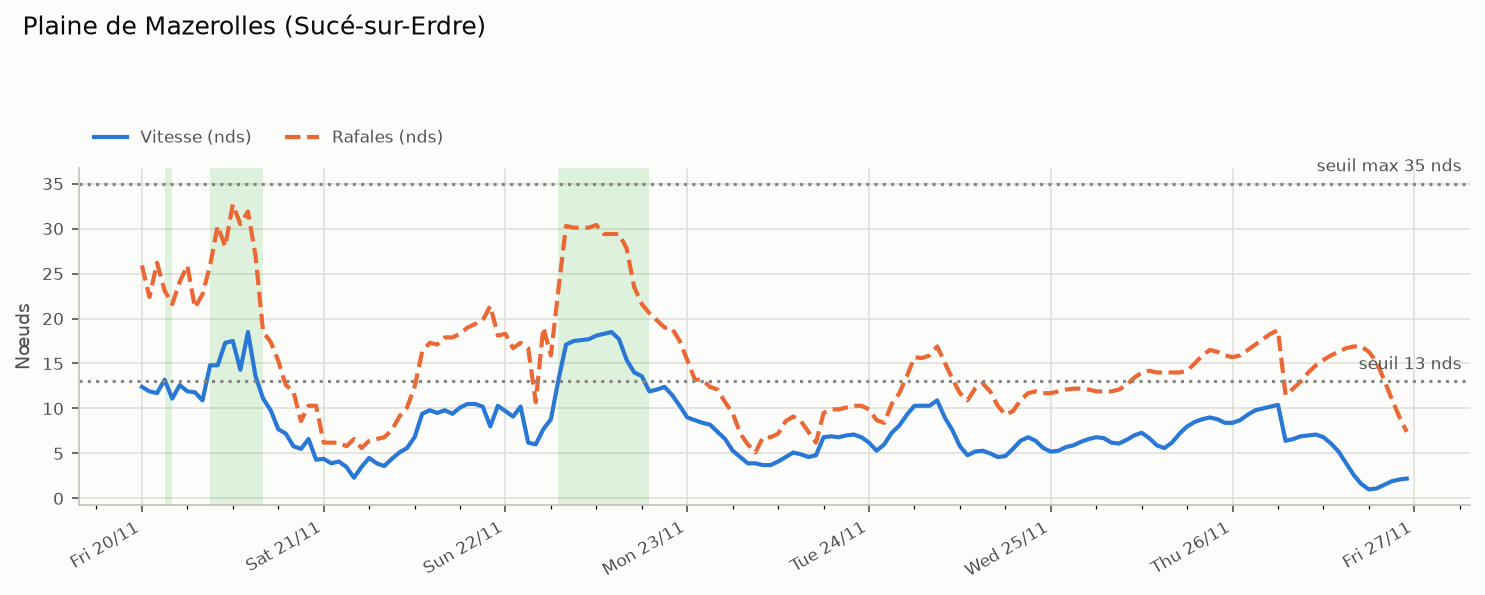 Plaine de Mazerolles (Sucé-sur-Erdre)
Vitesse (nds)
Rafales (nds)
seuil max 35 nds
seuil 13 nds
Nœuds
35
30
25
20
15
10
5
0
Fri 20/11
Sat 21/11
Sun 22/11
Mon 23/11
Tue 24/11
Wed 25/11
Thu 26/11
Fri 27/11